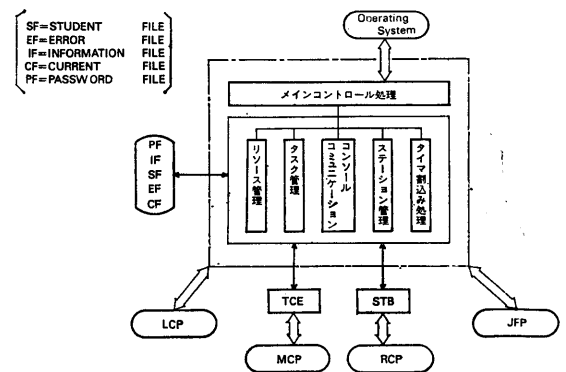 SF=STUDENT FILE
EF=ERROR FILE
IF=INFORMATION FILE
CF=CURRENT FILE
PF=PASSWORD FILE
Operating
System
メインコントロール処理
PF
IF
SF
EF
CF
リソース管理
タスク管理
コンソール
コミュニケーション
ステーション管理
タイマ割込み処理
TCE
STB
LCP
MCP
RCP
JFP